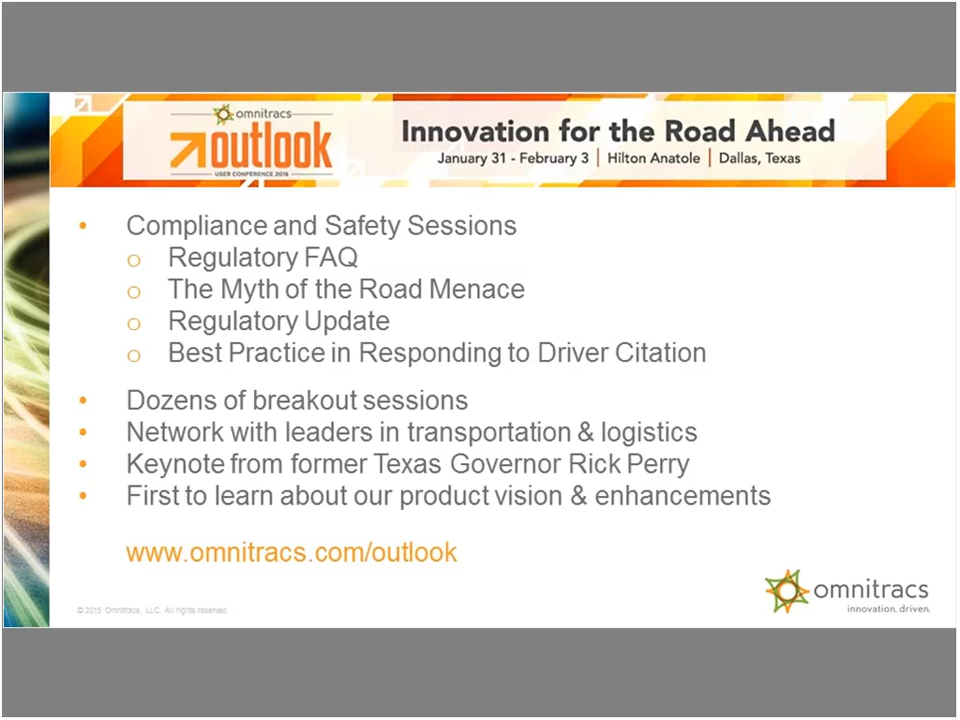 omnitracs
outlook
USER CONFERENCE 2016
Innovation for the Road Ahead
January 31 - February 3 | Hilton Anatole | Dallas, Texas
• Compliance and Safety Sessions
o Regulatory FAQ
o The Myth of the Road Menace
o Regulatory Update
o Best Practice in Responding to Driver Citation
• Dozens of breakout sessions
• Network with leaders in transportation & logistics
• Keynote from former Texas Governor Rick Perry
• First to learn about our product vision & enhancements
www.omnitracs.com/outlook
© 2015 Omnitracs, LLC. All rights reserved.
omnitracs
innovation. driven.